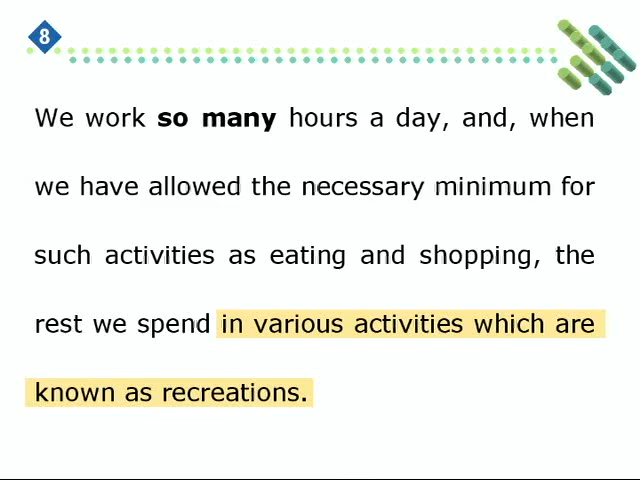 8
We work so many hours a day, and, when
we have allowed the necessary minimum for
such activities as eating and shopping, the
rest we spend in various activities which are
known as recreations.